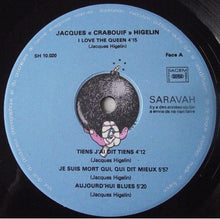 JACQUES « CRABOUIF » HIGELIN
I LOVE THE QUEEN 4'15
(Jacques Higelin)
SH 10.020
Face A
SACEM
SARAVAH
TIENS J'AI DIT TIENS 4'12
(Jacques Higelin)
JE SUIS MORT QUI, QUI DIT MIEUX 5'57
(Jacques Higelin)
AUJOURD'HUI BLUES 5'20
(Jacques Higelin)